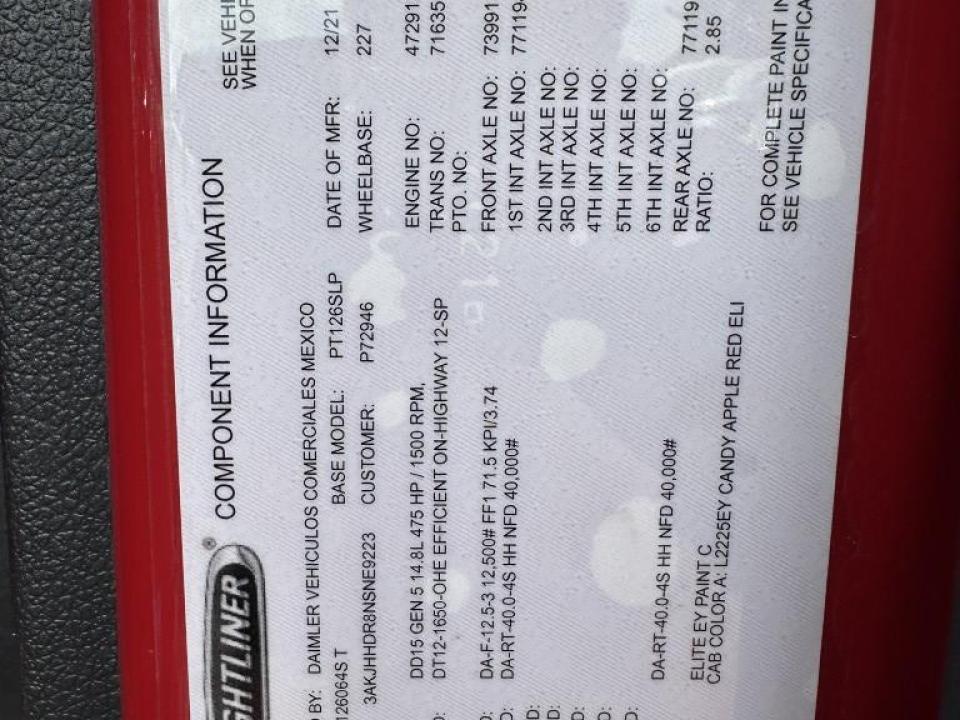 GHTLINER® COMPONENT INFORMATION SEE VEH
WHEN OR
D BY: DAIMLER VEHICULOS COMERCIALES MEXICO
126064S T BASE MODEL: PT126SLP DATE OF MFR: 12/21
3AKJHHDR8NSNE9223 CUSTOMER: P72946 WHEELBASE: 227
D: DD15 GEN 5 14.8L 475 HP / 1500 RPM, ENGINE NO: 47291
DT12-1650-OHE EFFICIENT ON-HIGHWAY 12-SP TRANS NO: 71635
PTO. NO:
D: DA-F-12.5-3 12,500# FF1 71.5 KPI/3.74 FRONT AXLE NO: 73991
D: DA-RT-40.0-4S HH NFD 40,000# 1ST INT AXLE NO: 77119
D: 2ND INT AXLE NO:
D: 3RD INT AXLE NO:
D: 4TH INT AXLE NO:
D: 5TH INT AXLE NO:
D: 6TH INT AXLE NO:
DA-RT-40.0-4S HH NFD 40,000# REAR AXLE NO: 77119
RATIO: 2.85
ELITE EY PAINT C
CAB COLOR A: L2225EY CANDY APPLE RED ELI
FOR COMPLETE PAINT IN
SEE VEHICLE SPECIFICA